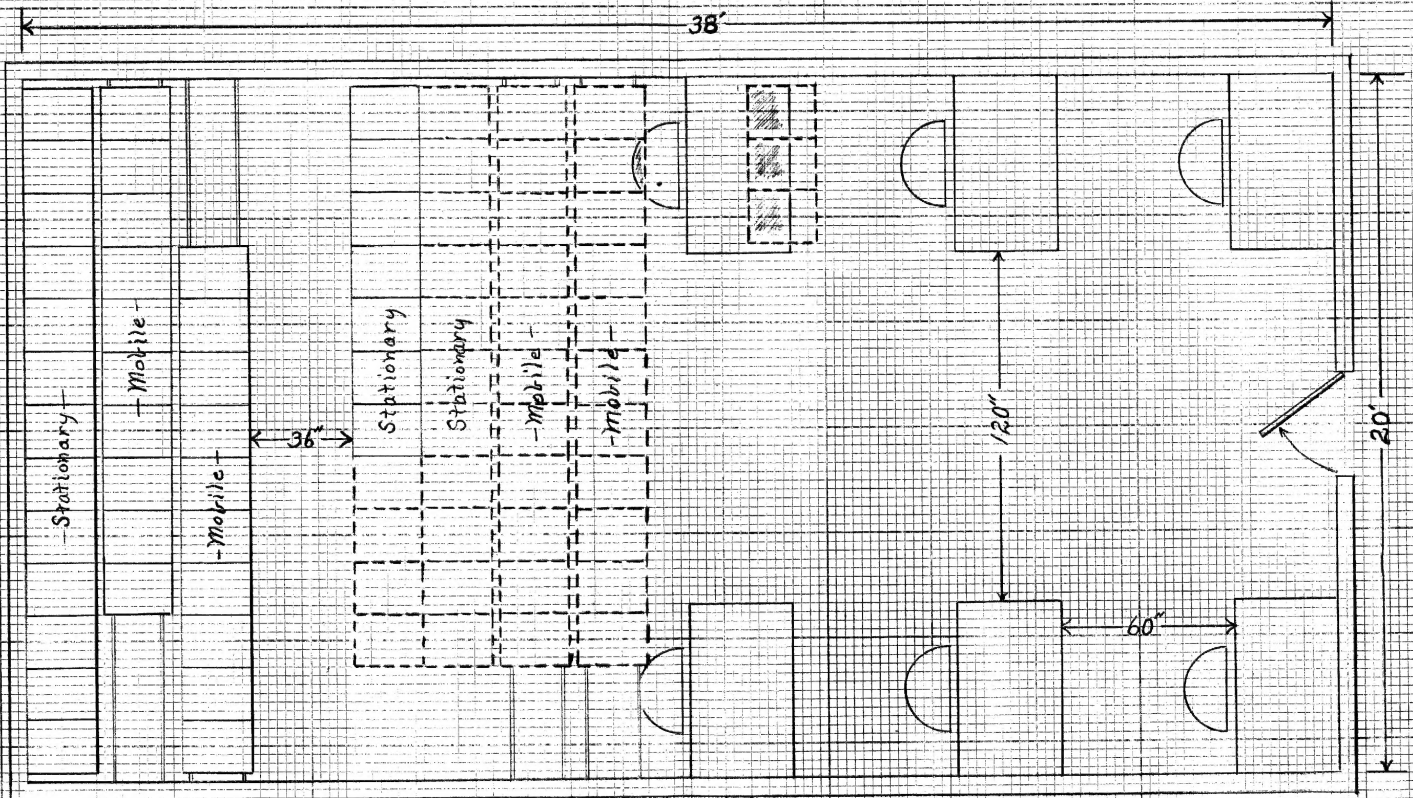 38'
-Stationary-
-Mobile-
-Mobile-
36"
Stationary
Stationary
-Mobile-
-Mobile-
120"
60"
20'